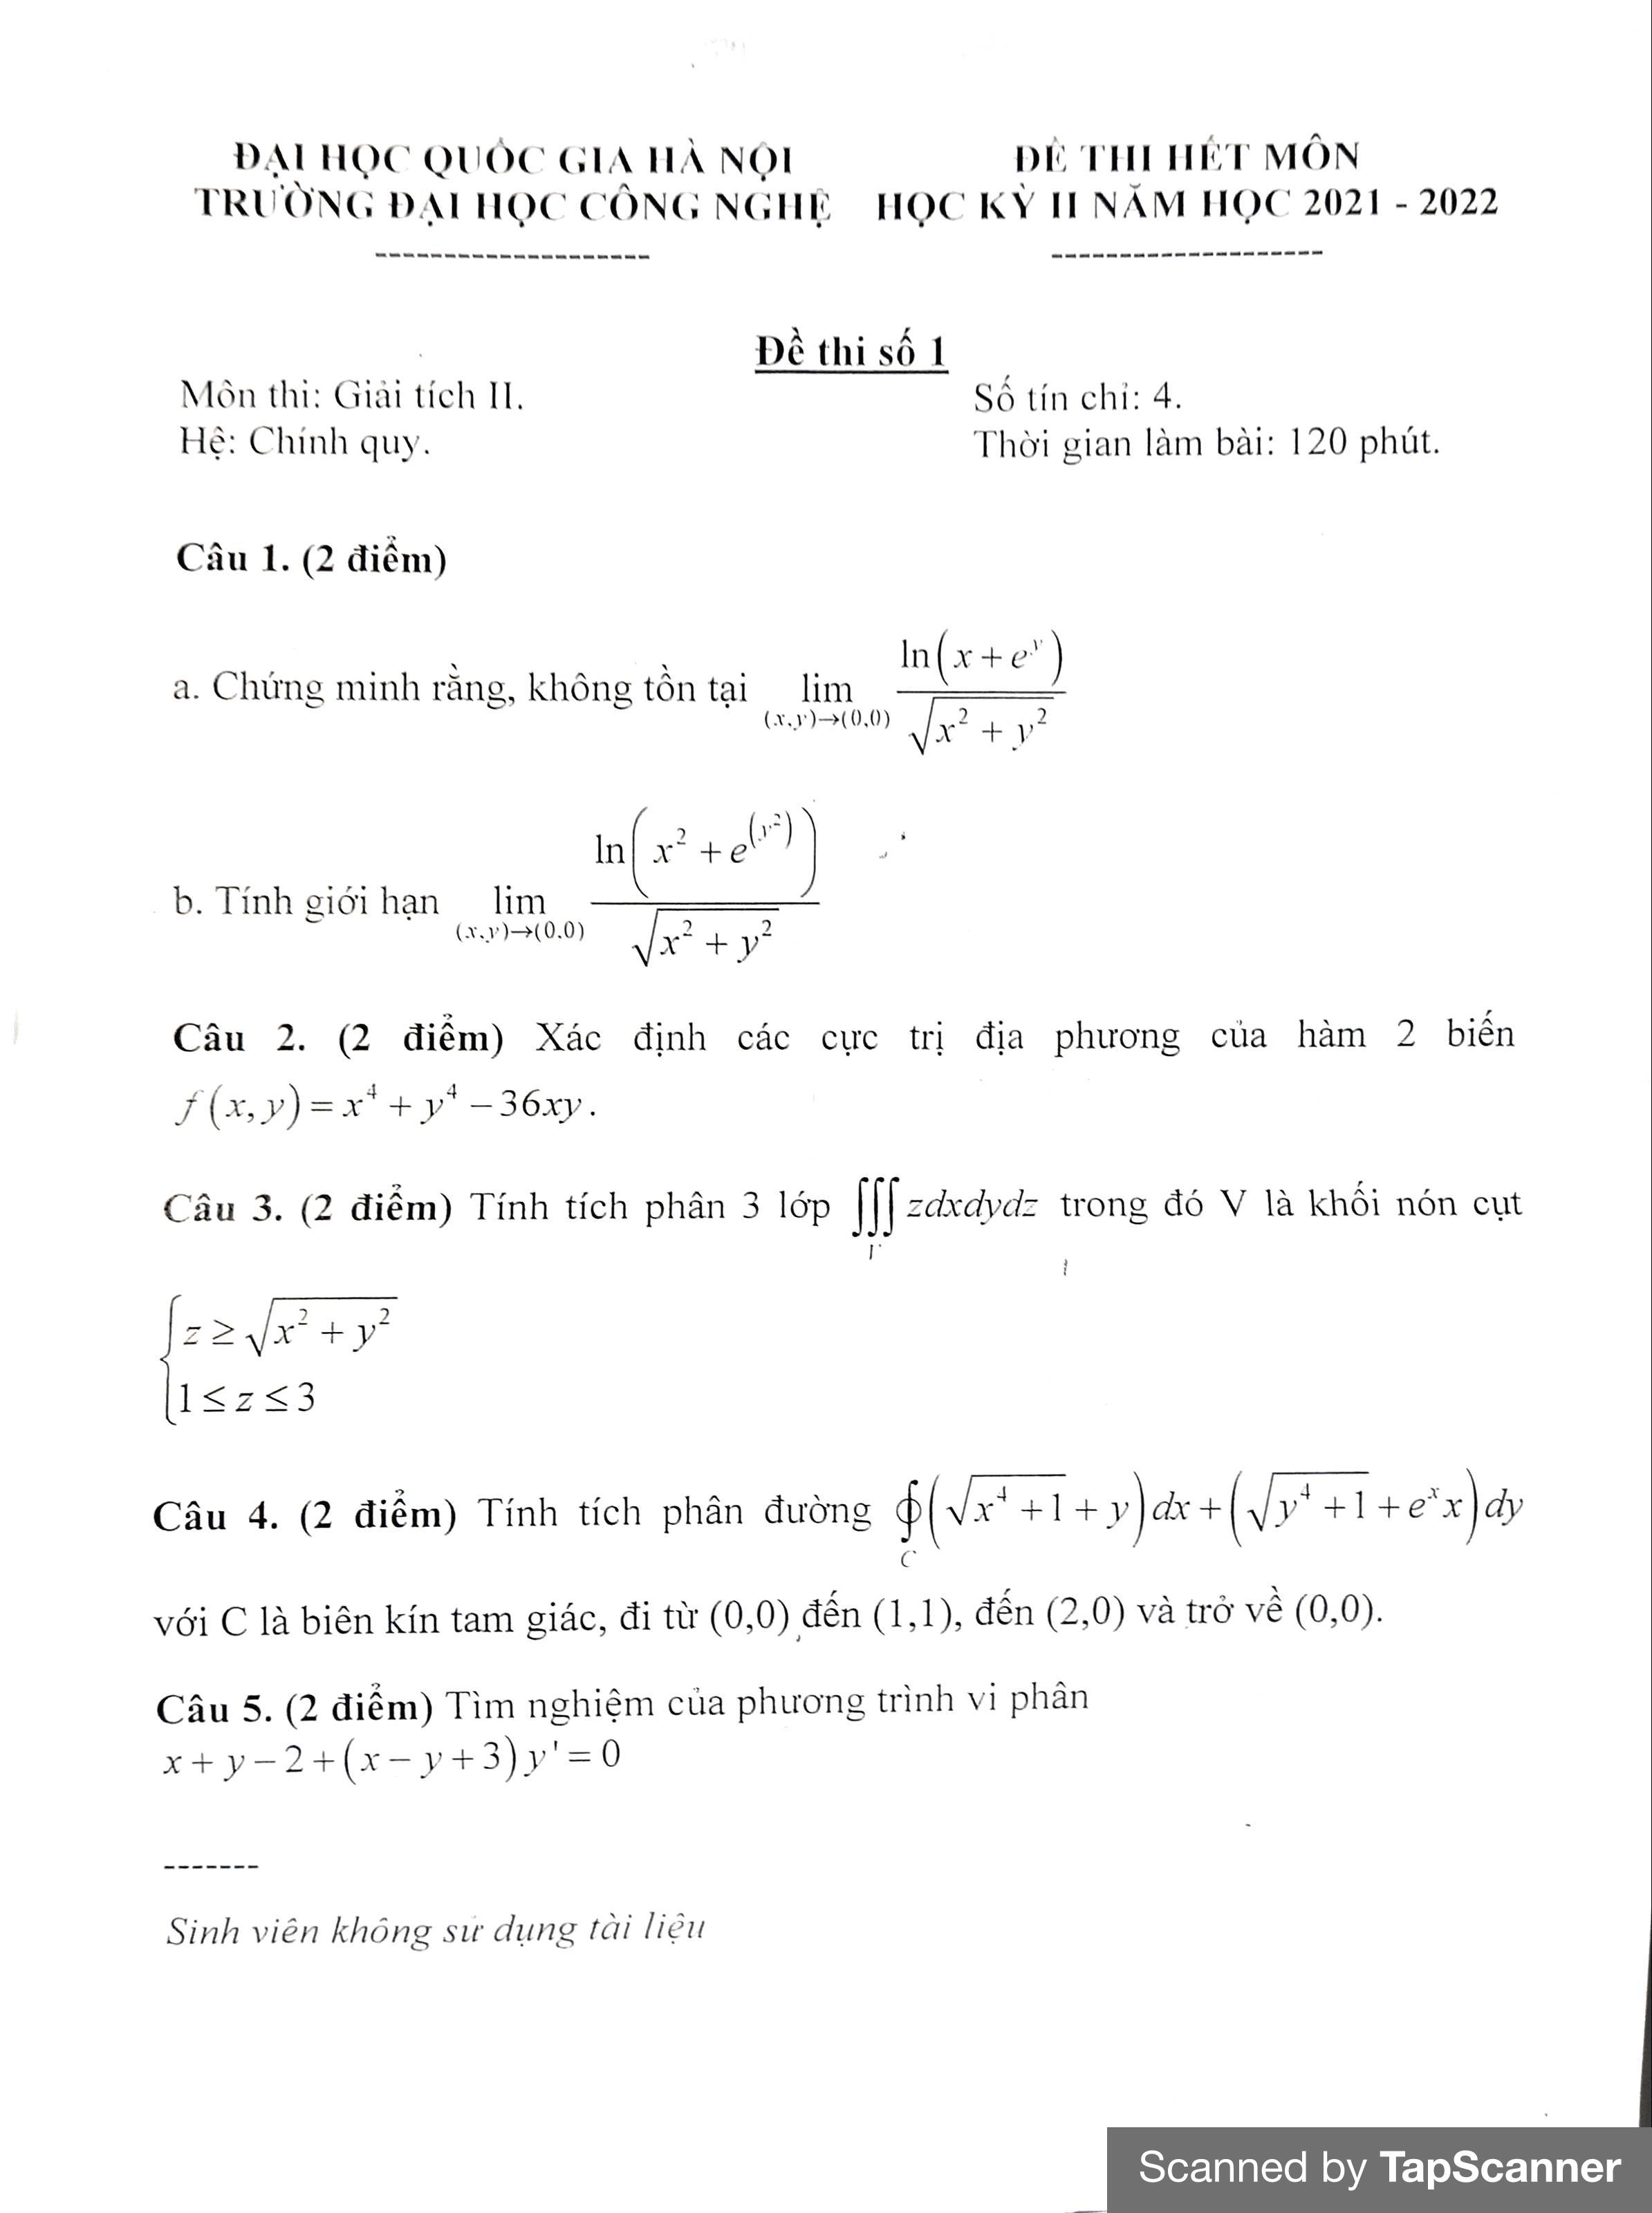 ĐẠI HỌC QUỐC GIA HÀ NỘI ĐỀ THI HẾT MÔN
TRƯỜNG ĐẠI HỌC CÔNG NGHỆ HỌC KỲ II NĂM HỌC 2021 - 2022
-------------------- --------------------
Đề thi số 1
Môn thi: Giải tích II. Số tín chỉ: 4.
Hệ: Chính quy. Thời gian làm bài: 120 phút.
Câu 1. (2 điểm)
a. Chứng minh rằng, không tồn tại $\lim_{(x,y)\to(0,0)} \frac{\ln(x+e^y)}{\sqrt{x^2+y^2}}$
b. Tính giới hạn $\lim_{(x,y)\to(0,0)} \frac{\ln\left(x^2+e^{(y^2)}\right)}{\sqrt{x^2+y^2}}$
Câu 2. (2 điểm) Xác định các cực trị địa phương của hàm 2 biến
$f(x,y)=x^4+y^4-36xy.$
Câu 3. (2 điểm) Tính tích phân 3 lớp $\iiint_V zdxdydz$ trong đó V là khối nón cụt
$\begin{cases} z \geq \sqrt{x^2+y^2} \\ 1 \leq z \leq 3 \end{cases}$
Câu 4. (2 điểm) Tính tích phân đường $\oint_C \left(\sqrt{x^4+1}+y\right)dx+\left(\sqrt{y^4+1}+e^x x\right)dy$
với C là biên kín tam giác, đi từ (0,0) đến (1,1), đến (2,0) và trở về (0,0).
Câu 5. (2 điểm) Tìm nghiệm của phương trình vi phân
$x+y-2+(x-y+3)y'=0$
-------
Sinh viên không sử dụng tài liệu
Scanned by TapScanner